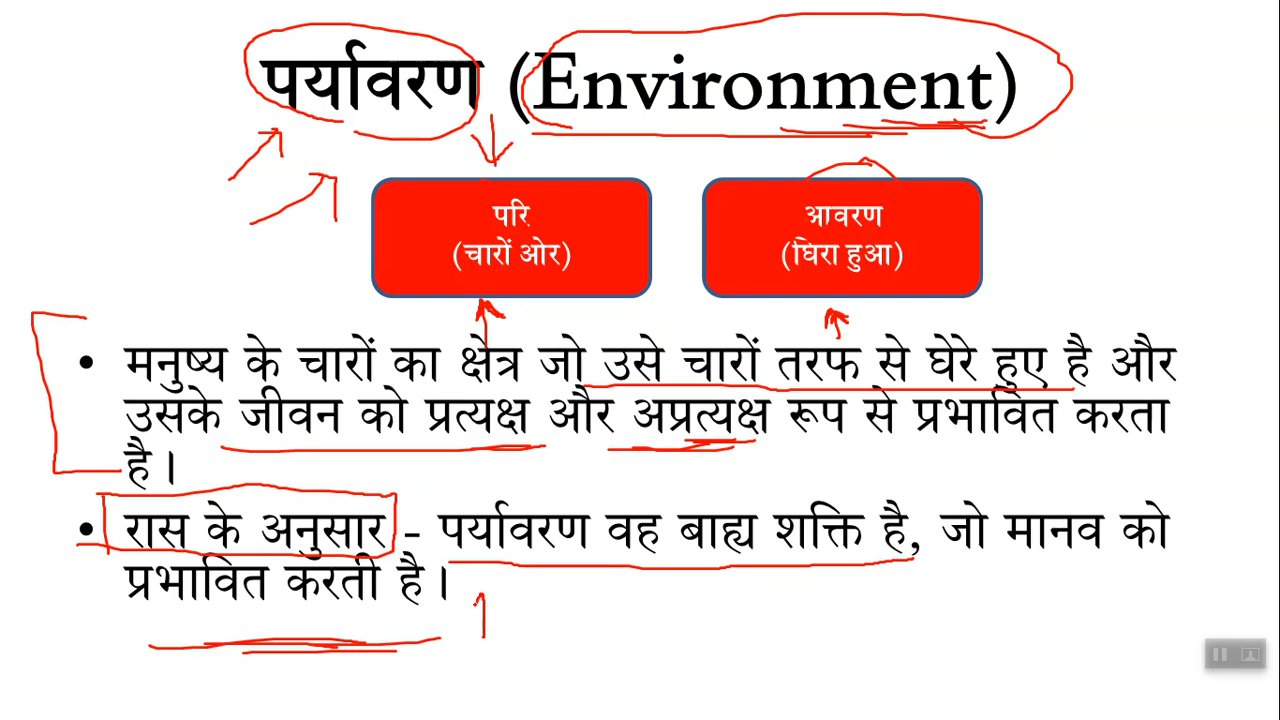 पर्यावरण (Environment)
परि
(चारों ओर)
आवरण
(घिरा हुआ)
• मनुष्य के चारों का क्षेत्र जो उसे चारों तरफ से घेरे हुए है और
उसके जीवन को प्रत्यक्ष और अप्रत्यक्ष रूप से प्रभावित करता
है।
• रास के अनुसार - पर्यावरण वह बाह्य शक्ति है, जो मानव को
प्रभावित करती है।